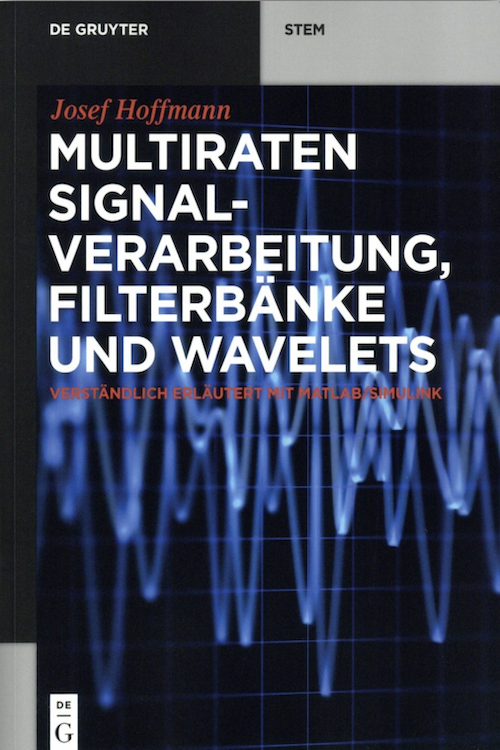 DE GRUYTER
STEM
Josef Hoffmann
MULTIRATEN
SIGNAL-
VERARBEITUNG,
FILTERBÄNKE
UND WAVELETS
VERSTÄNDLICH ERLÄUTERT MIT MATLAB/SIMULINK
DE
G